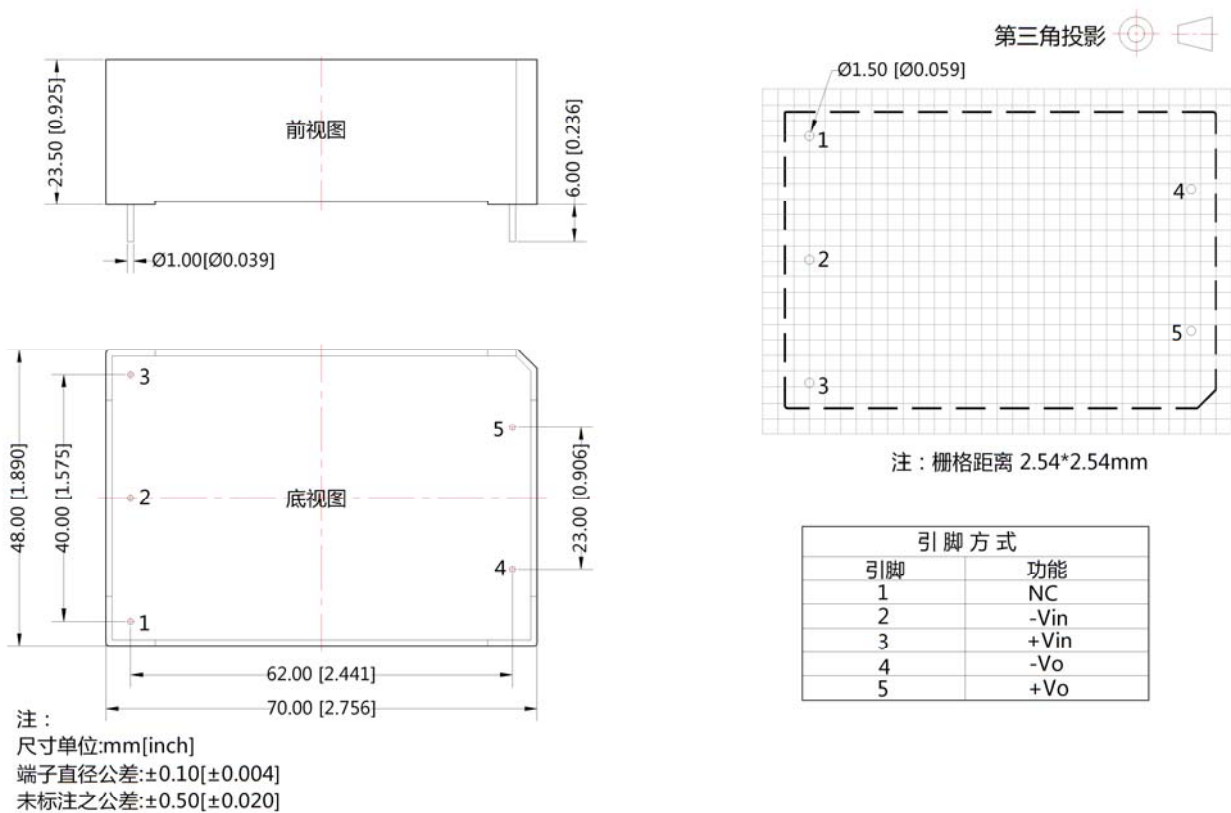 第三角投影
23.50 [0.925]
前视图
6.00 [0.236]
Ø1.00[Ø0.039]
Ø1.50 [Ø0.059]
1
4
2
5
3
注：栅格距离 2.54*2.54mm
48.00 [1.890]
40.00 [1.575]
3
5
2
底视图
23.00 [0.906]
4
1
62.00 [2.441]
70.00 [2.756]
引 脚 方 式
引脚 功能
1 NC
2 -Vin
3 +Vin
4 -Vo
5 +Vo
注：
尺寸单位:mm[inch]
端子直径公差:±0.10[±0.004]
未标注之公差:±0.50[±0.020]